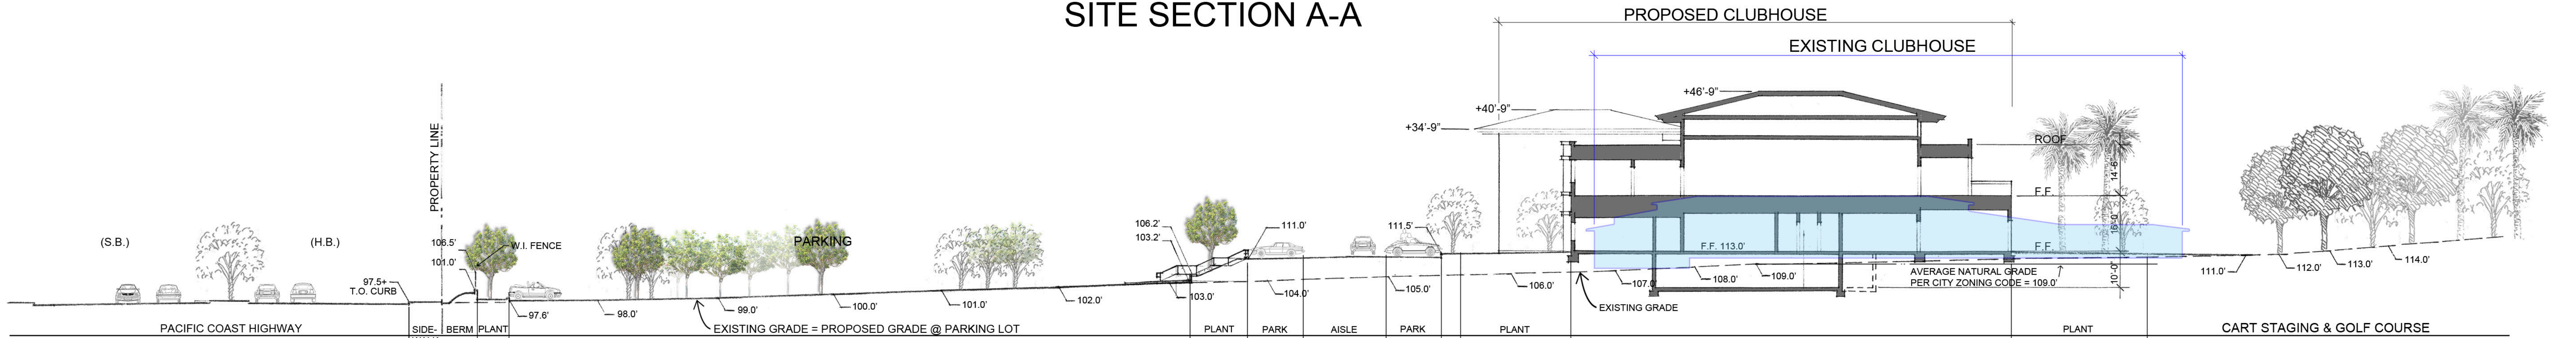 SITE SECTION A-A
PROPOSED CLUBHOUSE
EXISTING CLUBHOUSE
+46'-9"
+40'-9"
+34'-9"
PROPERTY LINE
ROOF
14'-6"
F.F.
16'-0"
F.F.
10'-0"
(S.B.)
(H.B.)
106.5'
W.I. FENCE
101.0'
97.5+
T.O. CURB
PARKING
106.2'
103.2'
111.0'
111.5'
F.F. 113.0'
AVERAGE NATURAL GRADE
PER CITY ZONING CODE = 109.0'
97.6'
98.0'
99.0'
100.0'
101.0'
102.0'
103.0'
104.0'
105.0'
106.0'
107.0'
108.0'
109.0'
111.0'
112.0'
113.0'
114.0'
EXISTING GRADE
EXISTING GRADE = PROPOSED GRADE @ PARKING LOT
PACIFIC COAST HIGHWAY
SIDE-
BERM
PLANT
PLANT
PARK
AISLE
PARK
PLANT
PLANT
CART STAGING & GOLF COURSE